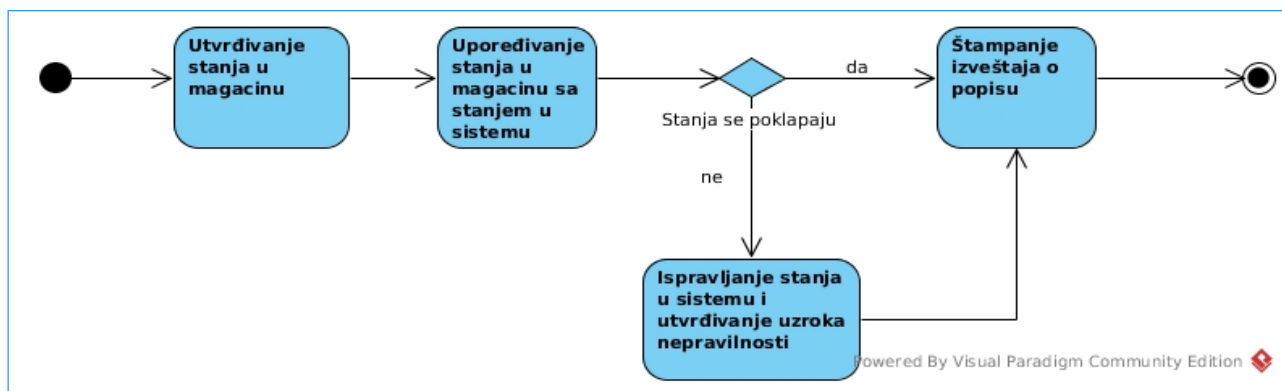 Utvrđivanje
stanja u
magacinu
Upoređivanje
stanja u
magacinu sa
stanjem u
sistemu
Stanja se poklapaju
da
Štampanje
izveštaja o
popisu
ne
Ispravljanje stanja
u sistemu i
utvrđivanje uzroka
nepravilnosti
Powered By Visual Paradigm Community Edition